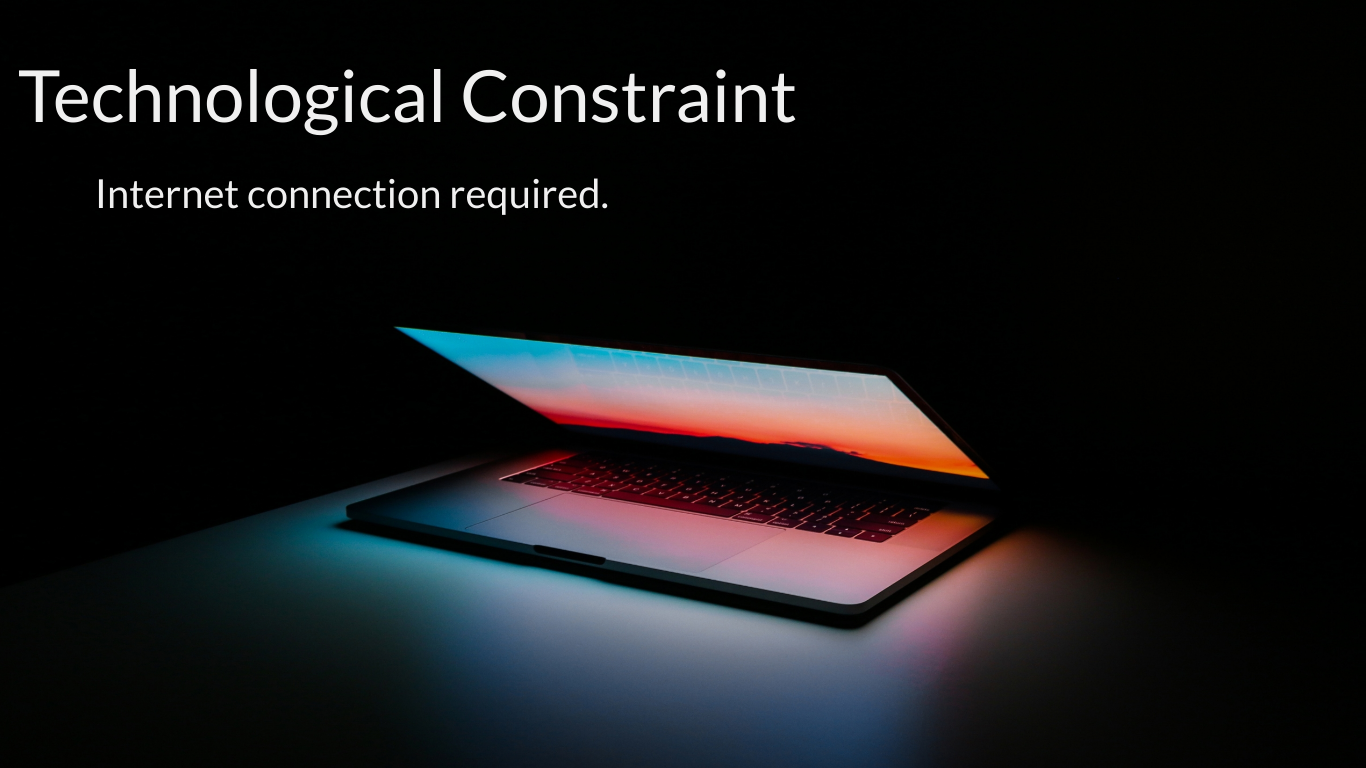 Technological Constraint
Internet connection required.